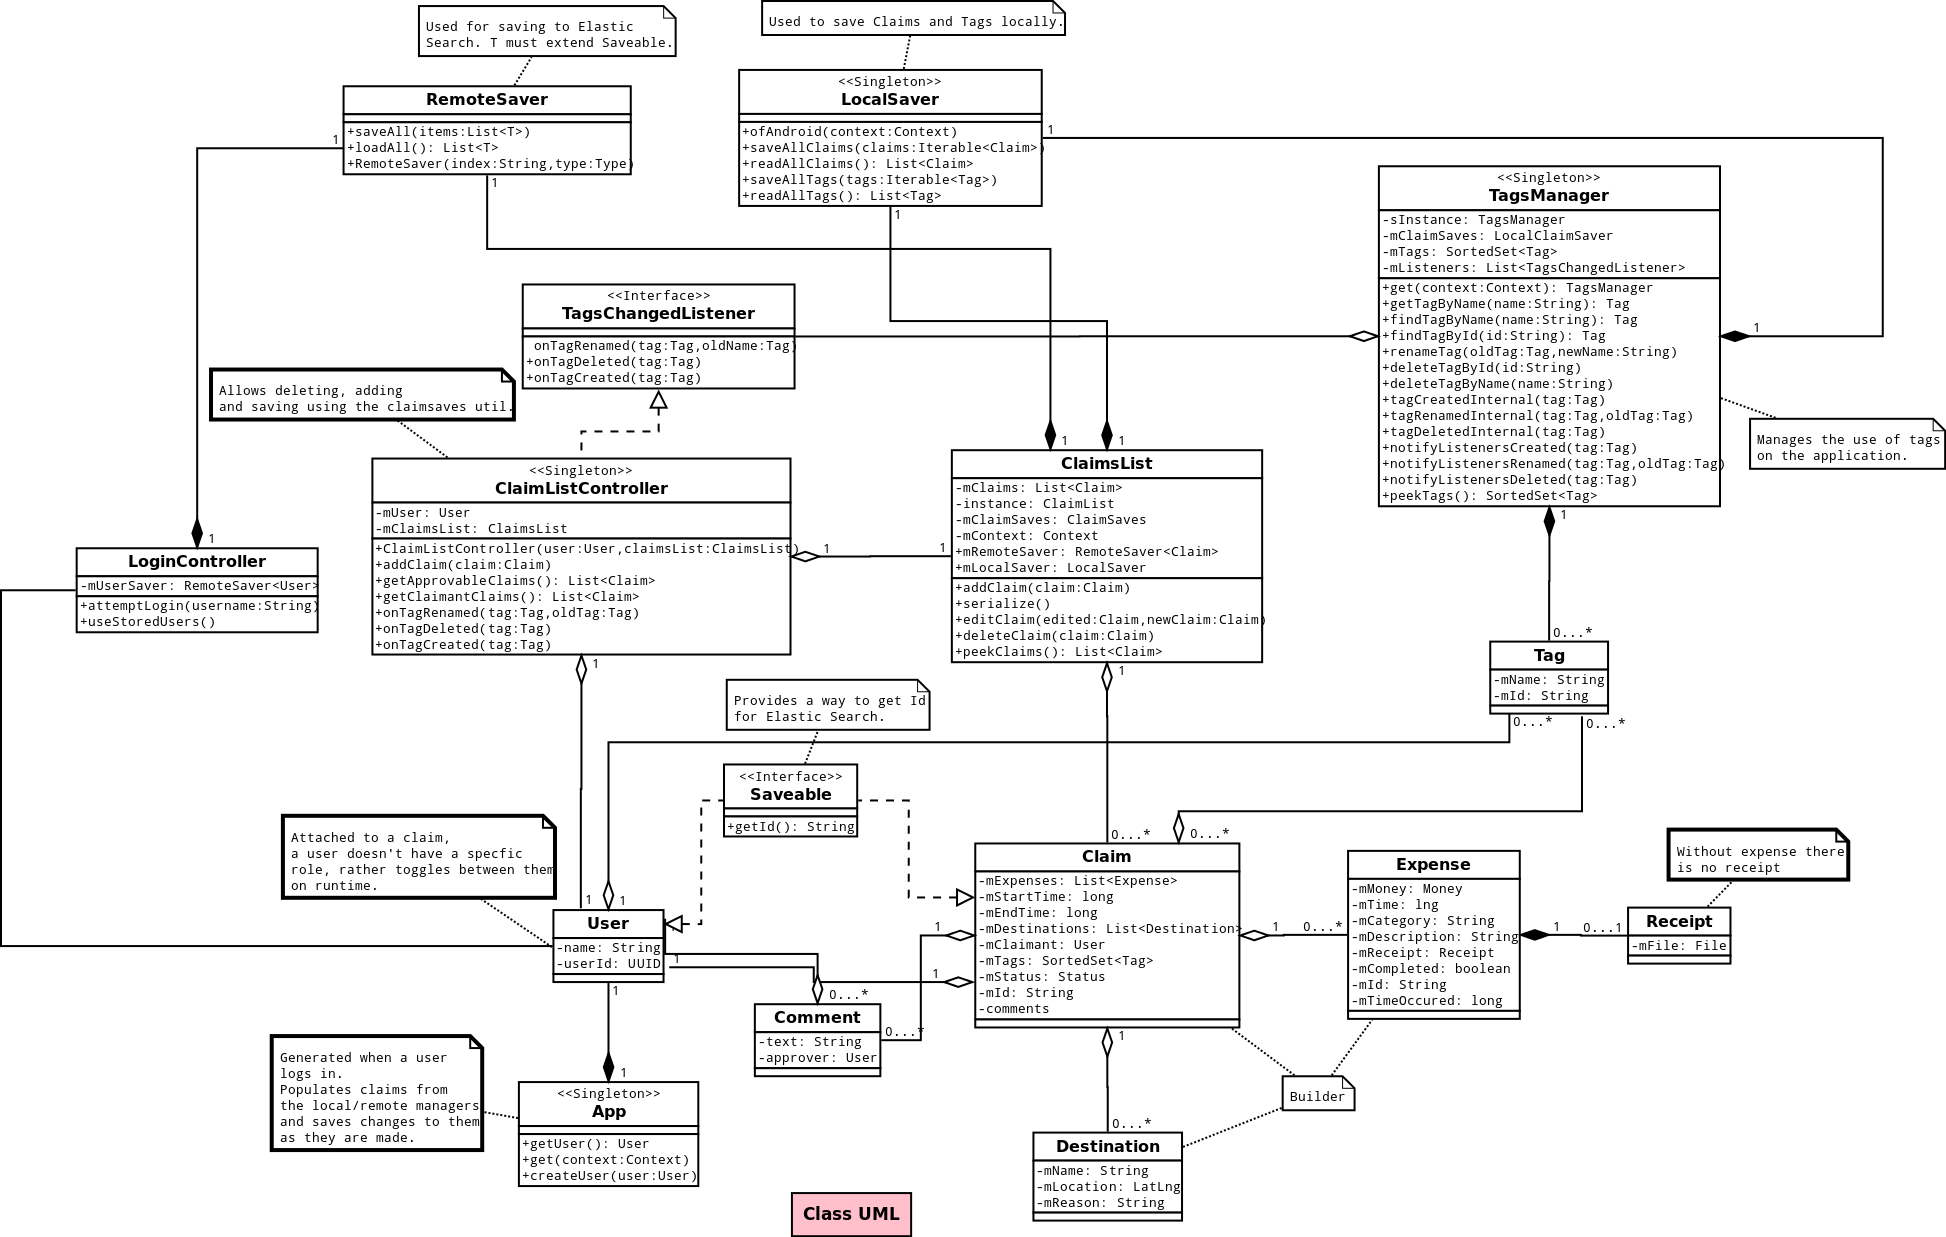 Used for saving to Elastic
Search. T must extend Saveable.
Used to save Claims and Tags locally.
RemoteSaver
+saveAll(items:List<T>)
+loadAll(): List<T>
+RemoteSaver(index:String,type:Type)
1
1
<<Singleton>>
LocalSaver
+ofAndroid(context:Context)
+saveAllClaims(claims:Iterable<Claim>)
+readAllClaims(): List<Claim>
+saveAllTags(tags:Iterable<Tag>)
+readAllTags(): List<Tag>
1
1
<<Singleton>>
TagsManager
-sInstance: TagsManager
-mClaimSaves: LocalClaimSaver
-mTags: SortedSet<Tag>
-mListeners: List<TagsChangedListener>
+get(context:Context): TagsManager
+getTagByName(name:String): Tag
+findTagByName(name:String): Tag
+findTagById(id:String): Tag
+renameTag(oldTag:Tag,newName:String)
+deleteTagById(id:String)
+deleteTagByName(name:String)
+tagCreatedInternal(tag:Tag)
+tagRenamedInternal(tag:Tag,oldTag:Tag)
+tagDeletedInternal(tag:Tag)
+notifyListenersCreated(tag:Tag)
+notifyListenersRenamed(tag:Tag,oldTag:Tag)
+notifyListenersDeleted(tag:Tag)
+peekTags(): SortedSet<Tag>
1
1
Manages the use of tags
on the application.
<<Interface>>
TagsChangedListener
onTagRenamed(tag:Tag,oldName:Tag)
+onTagDeleted(tag:Tag)
+onTagCreated(tag:Tag)
Allows deleting, adding
and saving using the claimsaves util.
<<Singleton>>
ClaimListController
-mUser: User
-mClaimsList: ClaimsList
+ClaimListController(user:User,claimsList:ClaimsList)
+addClaim(claim:Claim)
+getApprovableClaims(): List<Claim>
+getClaimantClaims(): List<Claim>
+onTagRenamed(tag:Tag,oldTag:Tag)
+onTagDeleted(tag:Tag)
+onTagCreated(tag:Tag)
1
1
1
1
1
ClaimsList
-mClaims: List<Claim>
-instance: ClaimList
-mClaimSaves: ClaimSaves
-mContext: Context
+mRemoteSaver: RemoteSaver<Claim>
+mLocalSaver: LocalSaver
+addClaim(claim:Claim)
+serialize()
+editClaim(edited:Claim,newClaim:Claim)
+deleteClaim(claim:Claim)
+peekClaims(): List<Claim>
1
1
LoginController
-mUserSaver: RemoteSaver<User>
+attemptLogin(username:String)
+useStoredUsers()
0...*
Tag
-mName: String
-mId: String
0...*
0...*
Provides a way to get Id
for Elastic Search.
<<Interface>>
Saveable
+getId(): String
Attached to a claim,
a user doesn't have a specfic
role, rather toggles between them
on runtime.
1
1
User
-name: String
-userId: UUID
1
1
0...*
0...*
Claim
-mExpenses: List<Expense>
-mStartTime: long
-mEndTime: long
-mDestinations: List<Destination>
-mClaimant: User
-mTags: SortedSet<Tag>
-mStatus: Status
-mId: String
-comments
1
1
1
0...*
1
Expense
-mMoney: Money
-mTime: lng
-mCategory: String
-mDescription: String
-mReceipt: Receipt
-mCompleted: boolean
-mId: String
-mTimeOccured: long
1
0...1
Without expense there
is no receipt
Receipt
-mFile: File
0...*
Comment
-text: String
-approver: User
0...*
Generated when a user
logs in.
Populates claims from
the local/remote managers
and saves changes to them
as they are made.
1
<<Singleton>>
App
+getUser(): User
+get(context:Context)
+createUser(user:User)
Builder
0...*
Destination
-mName: String
-mLocation: LatLng
-mReason: String
Class UML